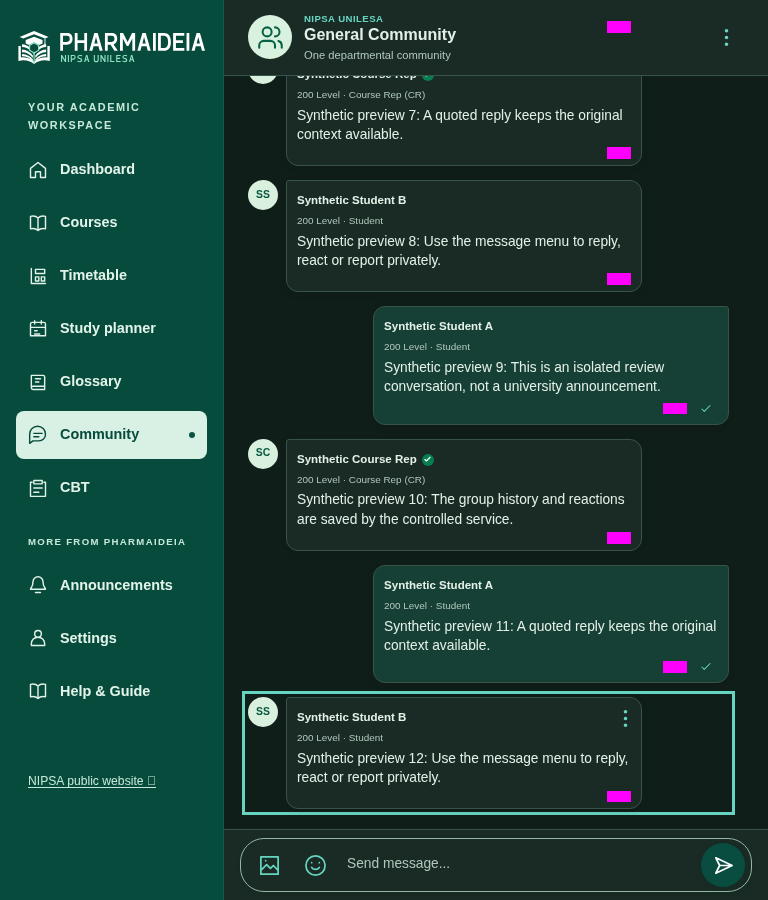 PHARMAIDEIA
NIPSA UNILESA
YOUR ACADEMIC
WORKSPACE
Dashboard
Courses
Timetable
Study planner
Glossary
Community
CBT
MORE FROM PHARMAIDEIA
Announcements
Settings
Help & Guide
NIPSA public website
NIPSA UNILESA
General Community
One departmental community
Synthetic Course Rep
200 Level · Course Rep (CR)
Synthetic preview 7: A quoted reply keeps the original
context available.
SS
Synthetic Student B
200 Level · Student
Synthetic preview 8: Use the message menu to reply,
react or report privately.
Synthetic Student A
200 Level · Student
Synthetic preview 9: This is an isolated review
conversation, not a university announcement.
SC
Synthetic Course Rep
200 Level · Course Rep (CR)
Synthetic preview 10: The group history and reactions
are saved by the controlled service.
Synthetic Student A
200 Level · Student
Synthetic preview 11: A quoted reply keeps the original
context available.
SS
Synthetic Student B
200 Level · Student
Synthetic preview 12: Use the message menu to reply,
react or report privately.
Send message...